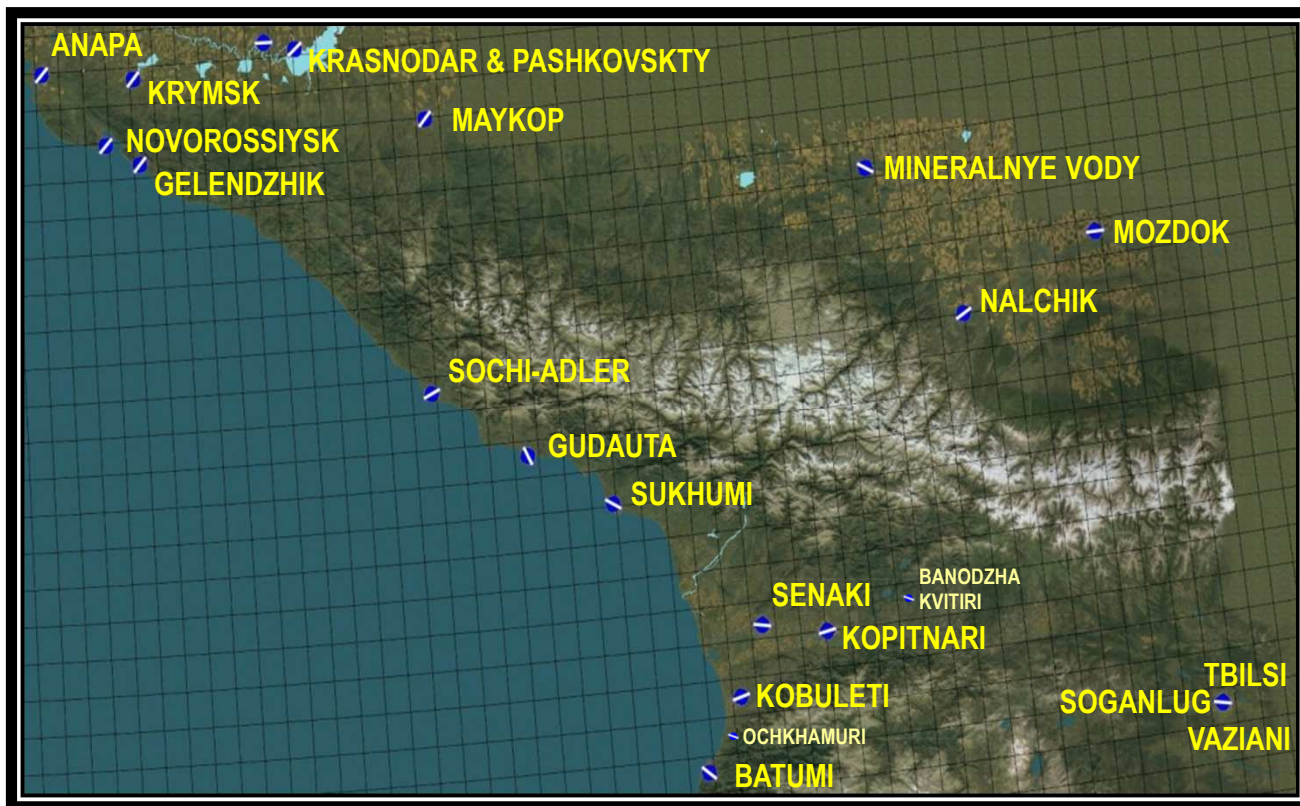 ANAPA
KRASNODAR & PASHKOVSKTY
KRYMSK
MAYKOP
NOVOROSSIYSK
GELENDZHIK
MINERALNYE VODY
MOZDOK
NALCHIK
SOCHI-ADLER
GUDAUTA
SUKHUMI
BANODZHA
KVITIRI
SENAKI
KOPITNARI
TBILSI
KOBULETI
SOGANLUG
OCHKHAMURI
VAZIANI
BATUMI